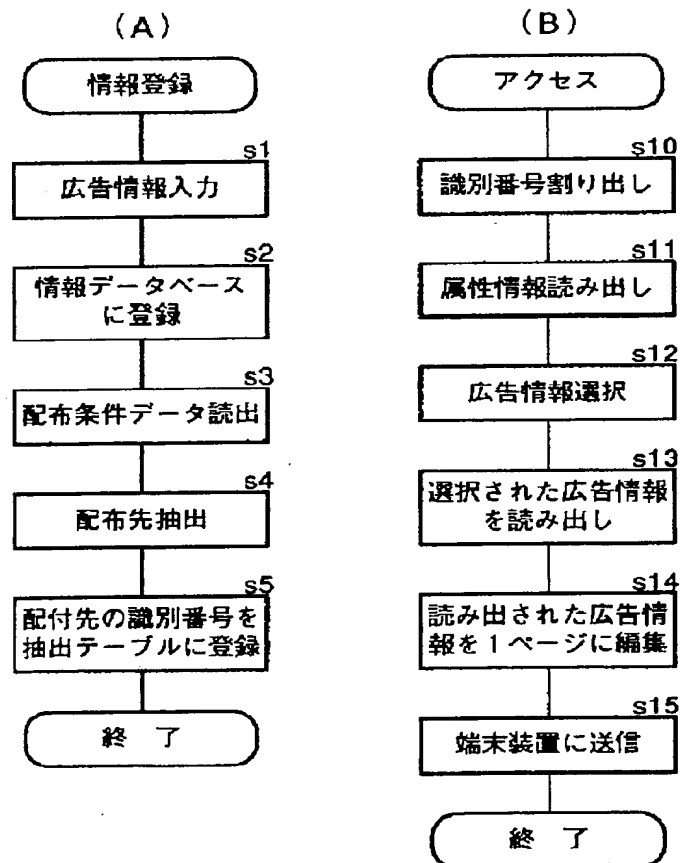 (A)
情報登録
s1
広告情報入力
s2
情報データベース
に登録
s3
配布条件データ読出
s4
配布先抽出
s5
配付先の識別番号を
抽出テーブルに登録
終 了
(B)
アクセス
s10
識別番号割り出し
s11
属性情報読み出し
s12
広告情報選択
s13
選択された広告情報
を読み出し
s14
読み出された広告情
報を1ページに編集
s15
端末装置に送信
終 了